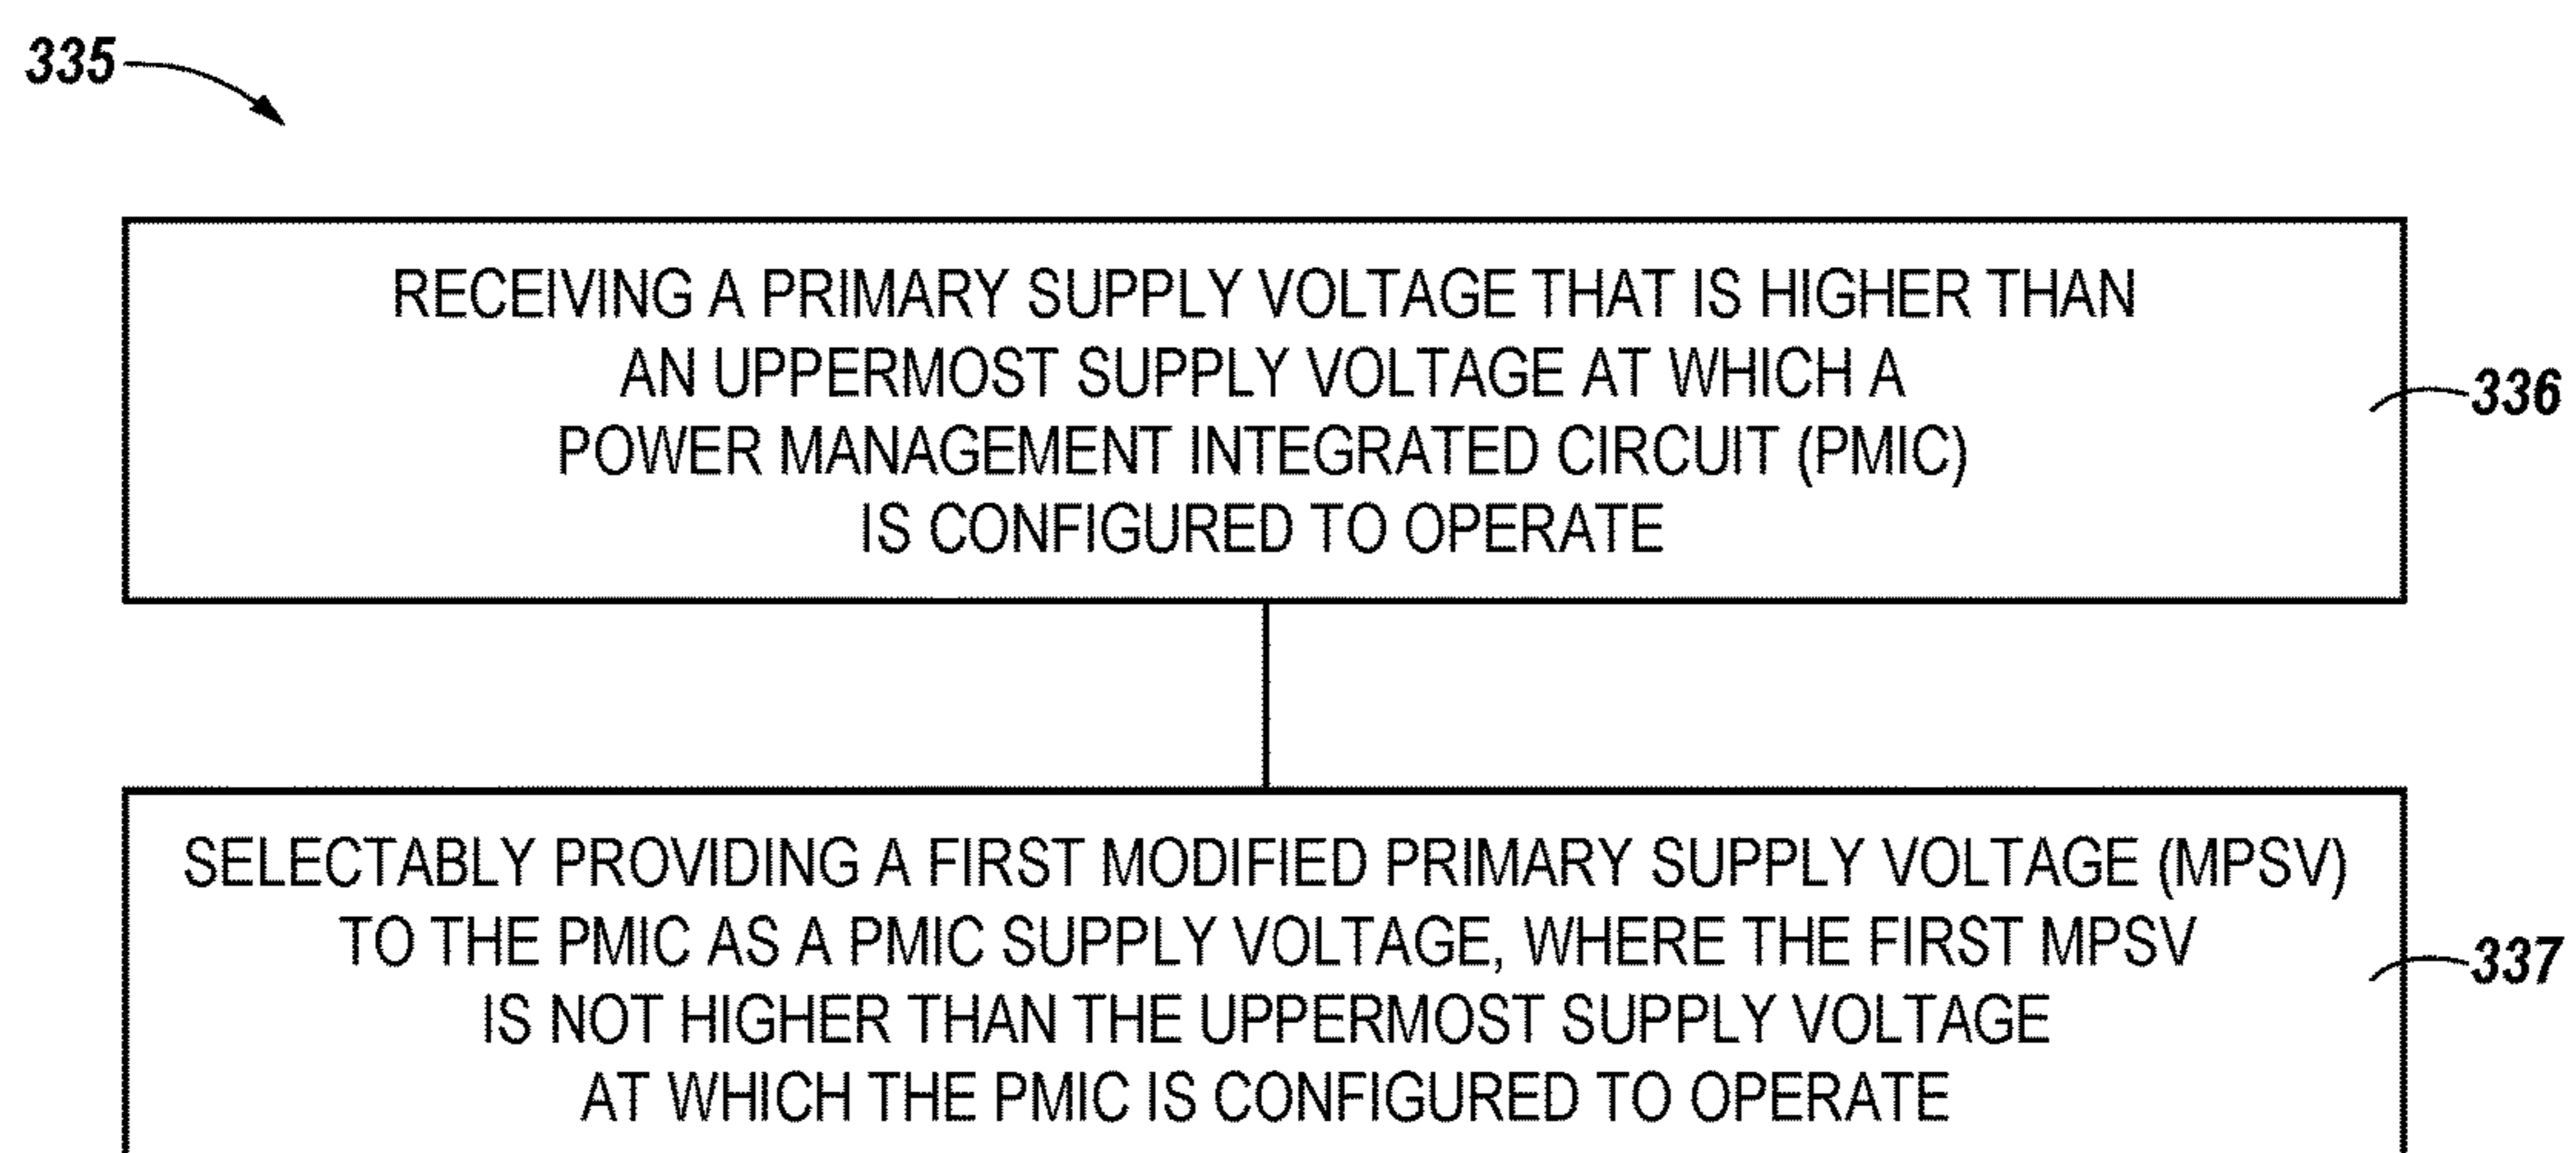 335
RECEIVING A PRIMARY SUPPLY VOLTAGE THAT IS HIGHER THAN
AN UPPERMOST SUPPLY VOLTAGE AT WHICH A
POWER MANAGEMENT INTEGRATED CIRCUIT (PMIC)
IS CONFIGURED TO OPERATE
336
SELECTABLY PROVIDING A FIRST MODIFIED PRIMARY SUPPLY VOLTAGE (MPSV)
TO THE PMIC AS A PMIC SUPPLY VOLTAGE, WHERE THE FIRST MPSV
IS NOT HIGHER THAN THE UPPERMOST SUPPLY VOLTAGE
AT WHICH THE PMIC IS CONFIGURED TO OPERATE
337